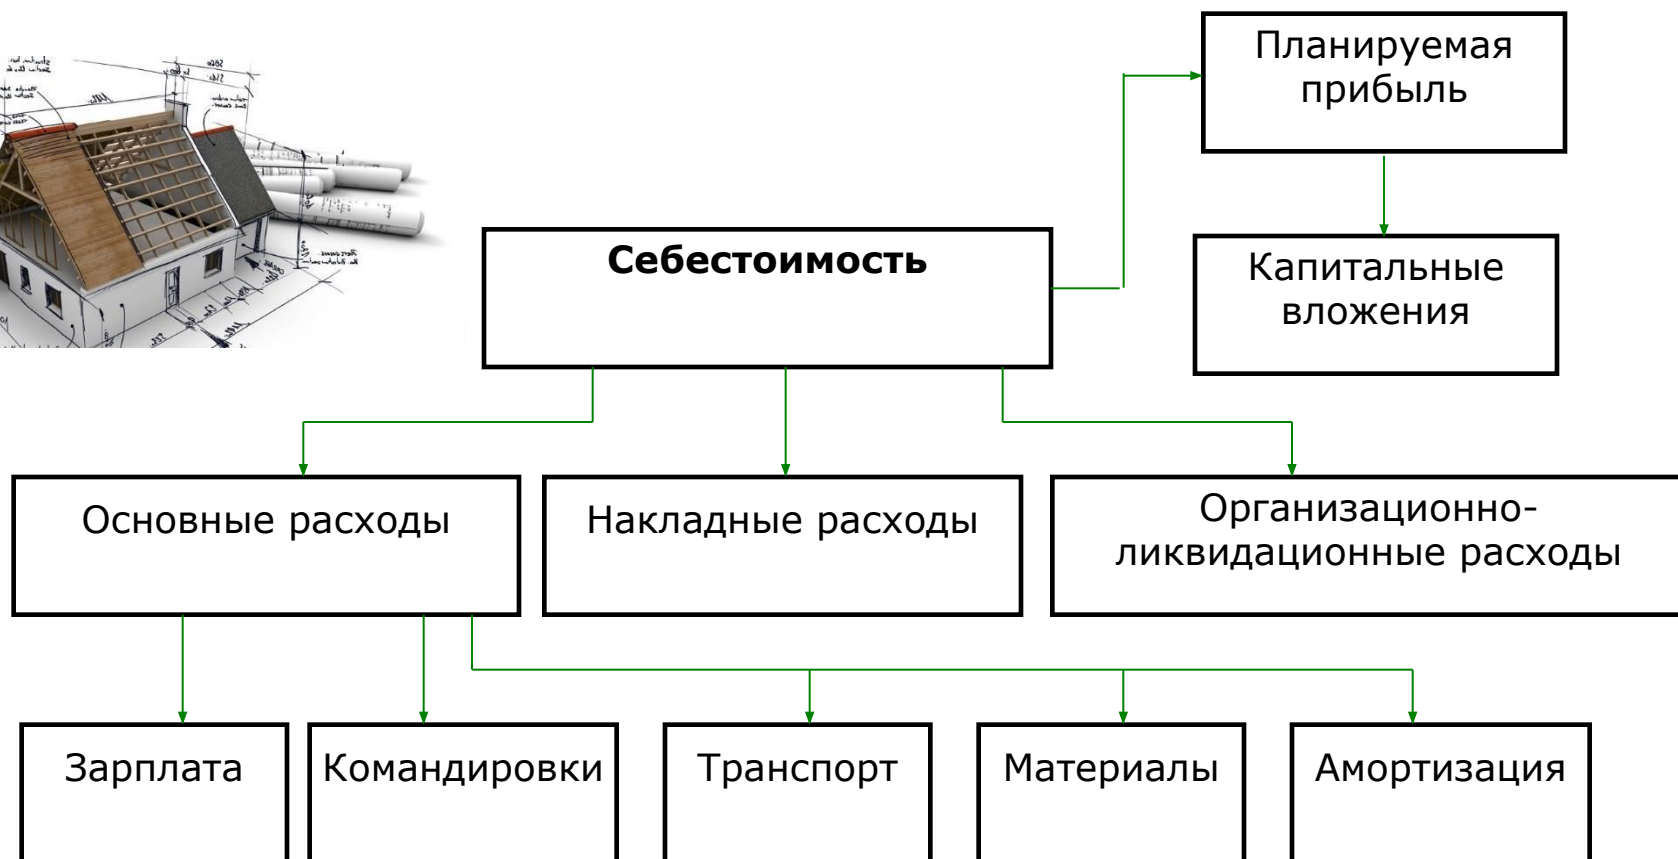 Планируемая
прибыль
Себестоимость
Капитальные
вложения
Основные расходы
Накладные расходы
Организационно-
ликвидационные расходы
Зарплата
Командировки
Транспорт
Материалы
Амортизация